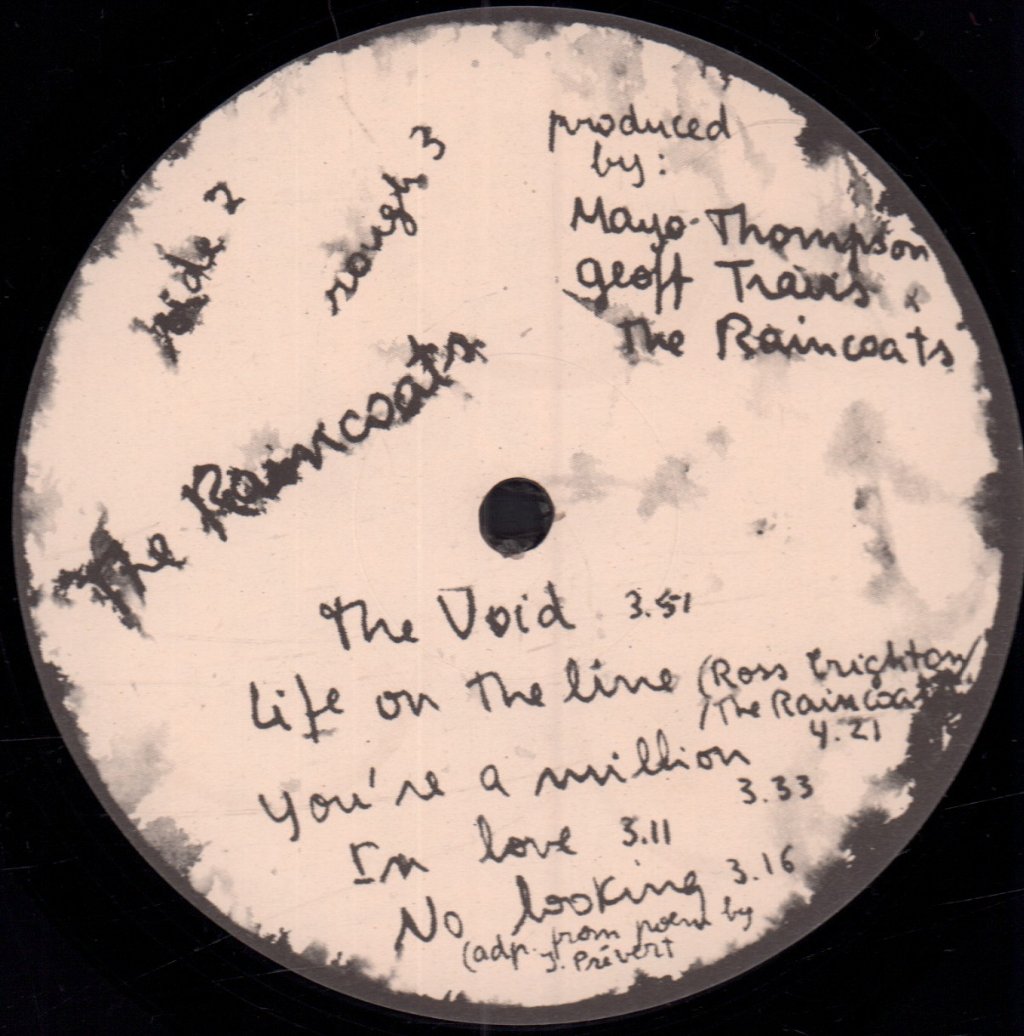 side 2
rough 3
The Raincoats
produced
by:
Mayo Thompson
Geoff Travis &
The Raincoats
The Void 3.51
Life on the line (Ross Crighton/
/The Raincoats
4.21
You're a million
3.33
In love 3.11
No looking 3.16
(adp. from poem by
J. Prévert